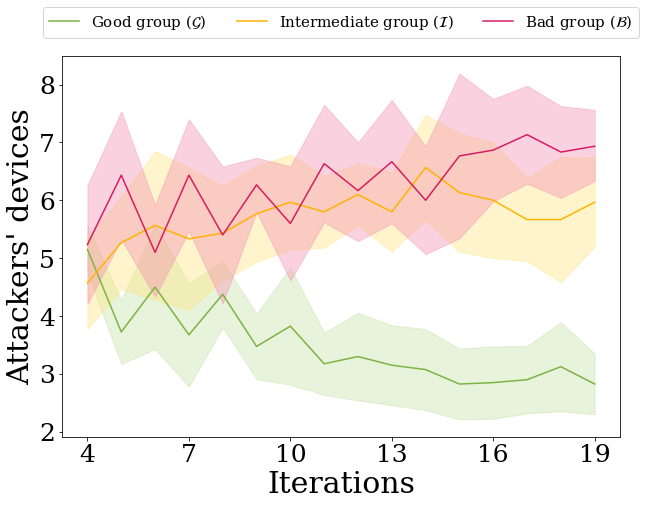 Good group (𝒢) Intermediate group (ℐ) Bad group (ℬ)
8
7
6
5
4
3
2
Attackers' devices
4 7 10 13 16 19
Iterations